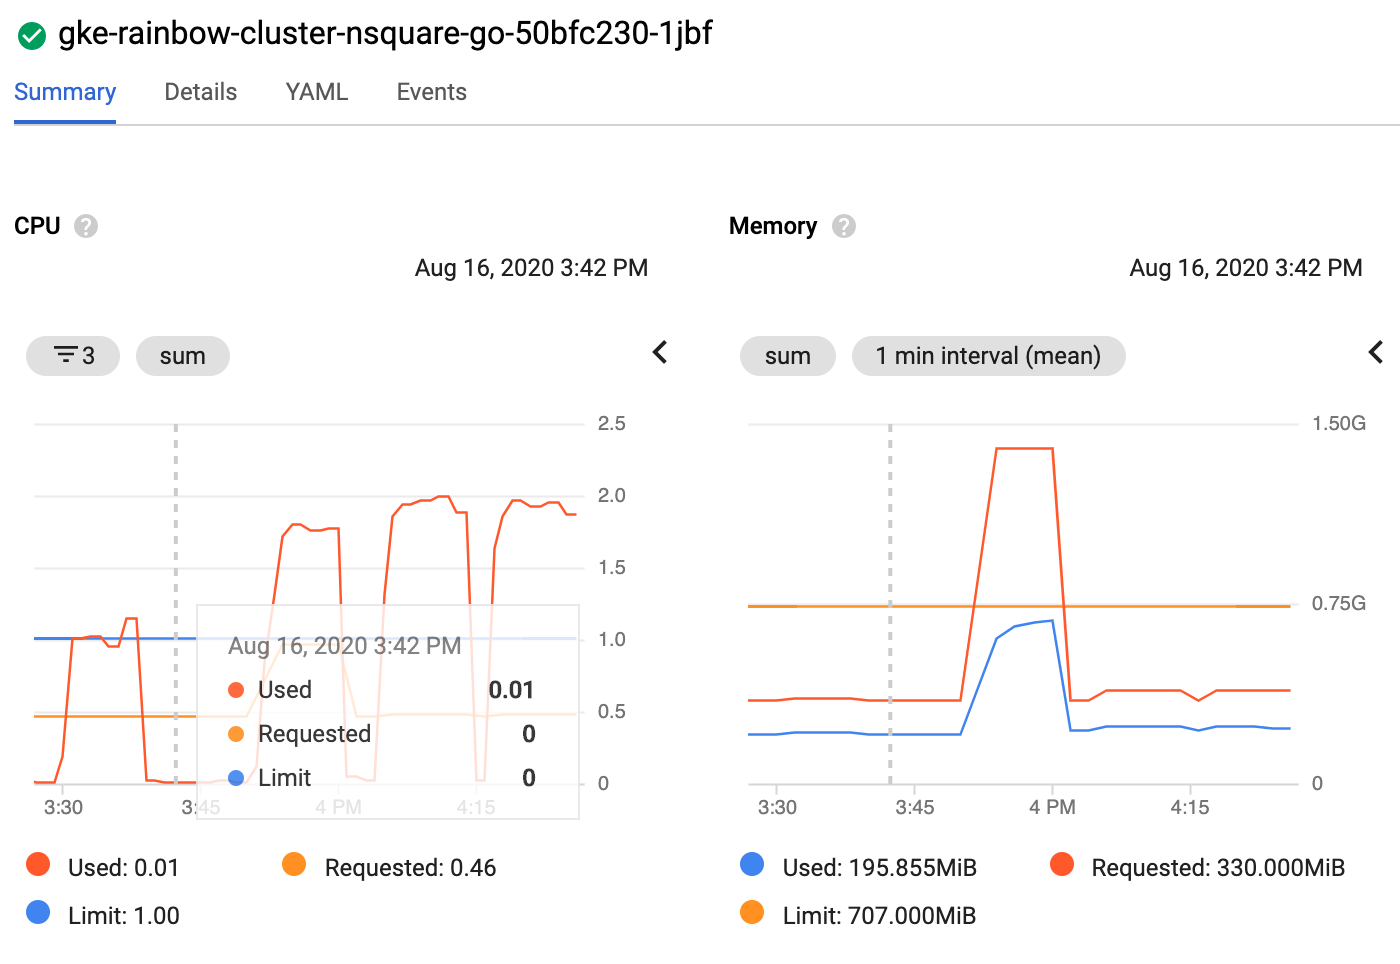 gke-rainbow-cluster-nsquare-go-50bfc230-1jbf
Summary Details YAML Events
CPU ?
Aug 16, 2020 3:42 PM
3 sum
2.5
2.0
1.5
1.0
0.5
0
Aug 16, 2020 3:42 PM
Used 0.01
Requested 0
Limit 0
3:30 3:45 4 PM 4:15
Used: 0.01 Requested: 0.46
Limit: 1.00
Memory ?
Aug 16, 2020 3:42 PM
sum 1 min interval (mean)
1.50G
0.75G
0
3:30 3:45 4 PM 4:15
Used: 195.855MiB Requested: 330.000MiB
Limit: 707.000MiB